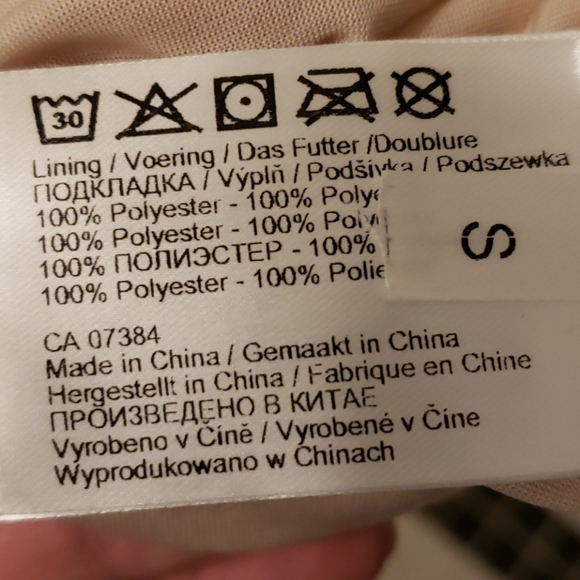 30
Lining / Voering / Das Futter /Doublure
ПОДКЛАДКА / Výplň / Podšívka / Podszewka
100% Polyester - 100%
100% Polyester - 100%
100% ПОЛИЭСТЕР - 100%
100% Polyester - 100%
S
CA 07384
Made in China / Gemaakt in China
Hergestellt in China / Fabrique en Chine
ПРОИЗВЕДЕНО В КИТАЕ
Vyrobeno v Číně / Vyrobené v Číne
Wyprodukowano w Chinach